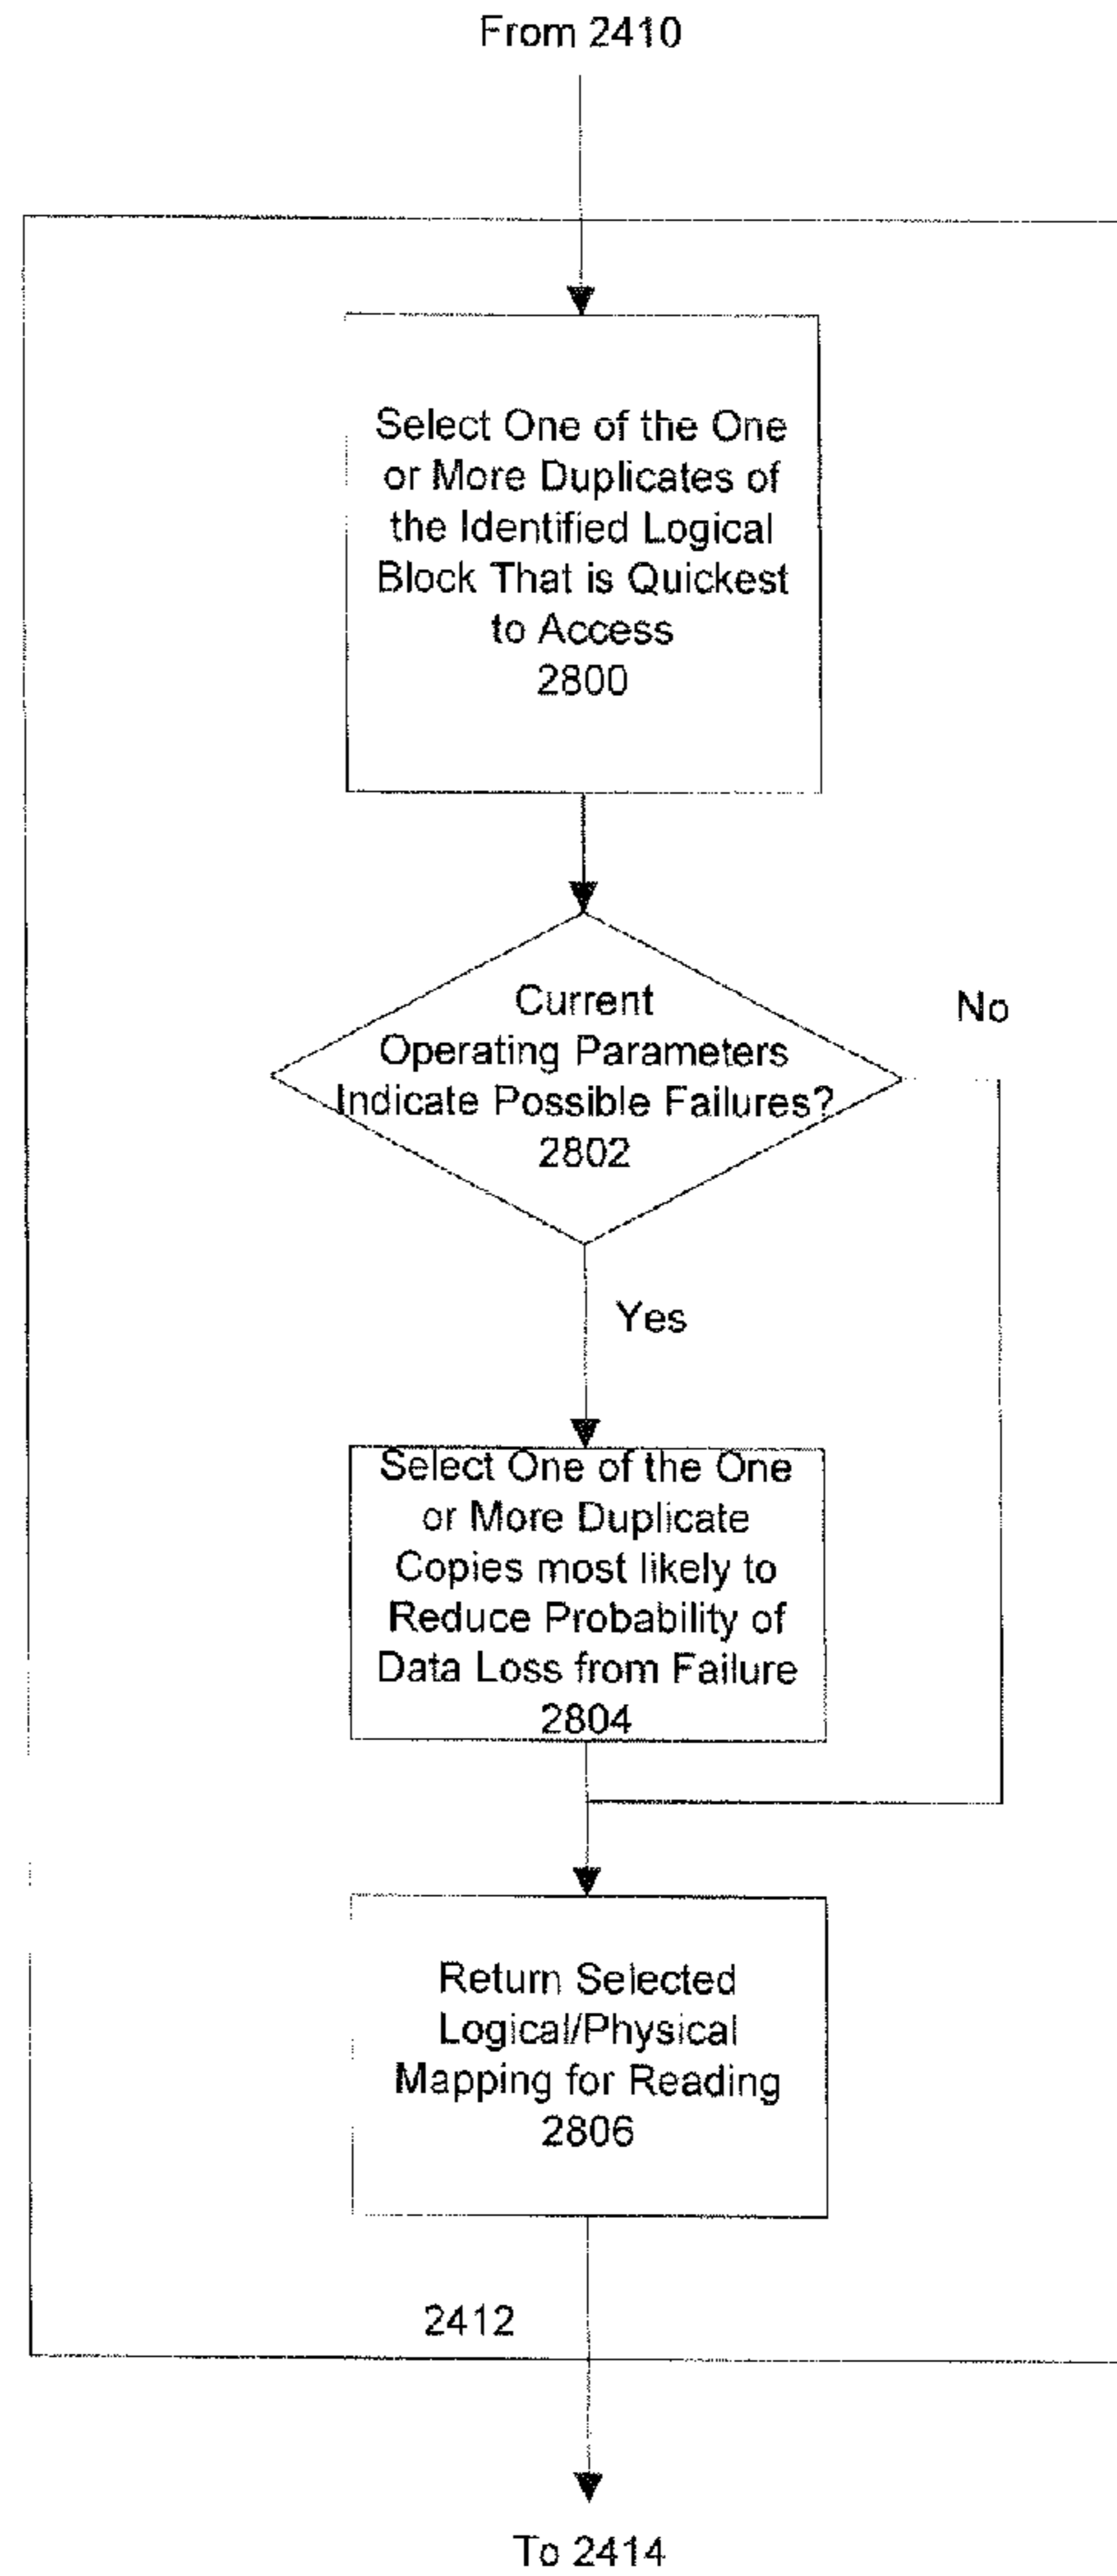 From 2410
Select One of the One
or More Duplicates of
the Identified Logical
Block That is Quickest
to Access
2800
Current
Operating Parameters
Indicate Possible Failures?
2802
No
Yes
Select One of the One
or More Duplicate
Copies most likely to
Reduce Probability of
Data Loss from Failure
2804
Return Selected
Logical/Physical
Mapping for Reading
2806
2412
To 2414